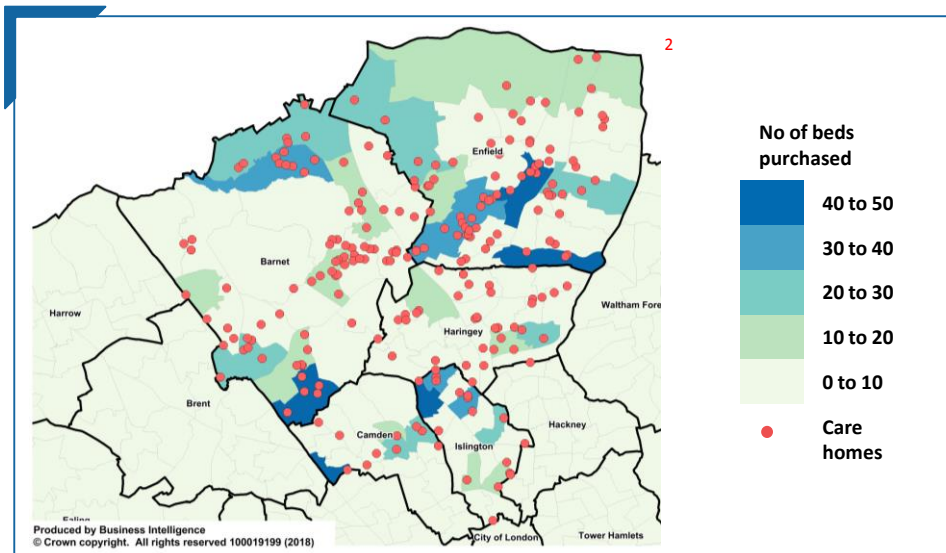 2
Enfield
Barnet
Harrow
Waltham Fore
Haringey
Brent
Camden
Hackney
Islington
Ealing
Produced by Business Intelligence
© Crown copyright. All rights reserved 100019199 (2018)
City of London
Tower Hamlets
No of beds
purchased
40 to 50
30 to 40
20 to 30
10 to 20
0 to 10
Care
homes